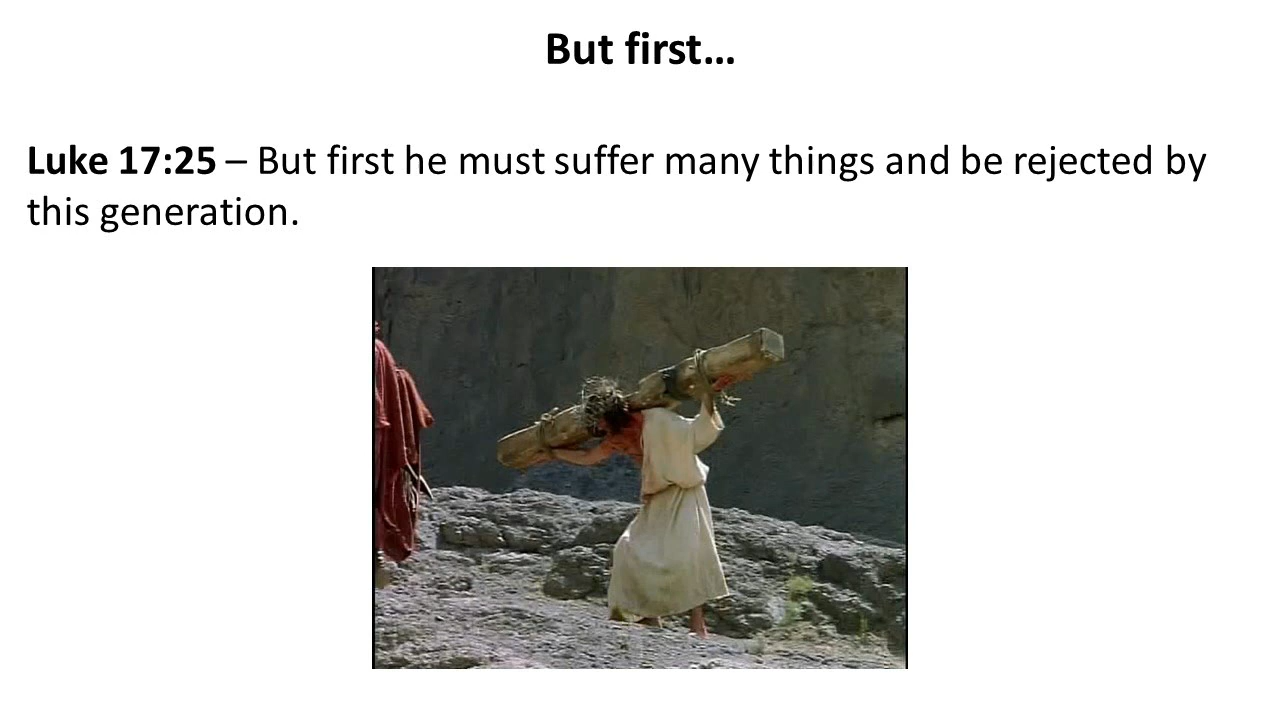 But first…
Luke 17:25 – But first he must suffer many things and be rejected by
this generation.